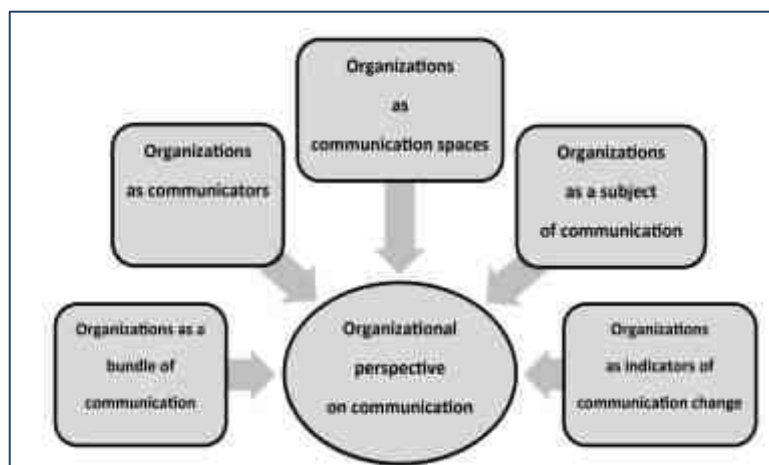 Organizations
as
communication spaces
Organizations
as communicators
Organizations
as a subject
of communication
Organizations as a
bundle of
communication
Organizational
perspective
on communication
Organizations
as indicators of
communication change